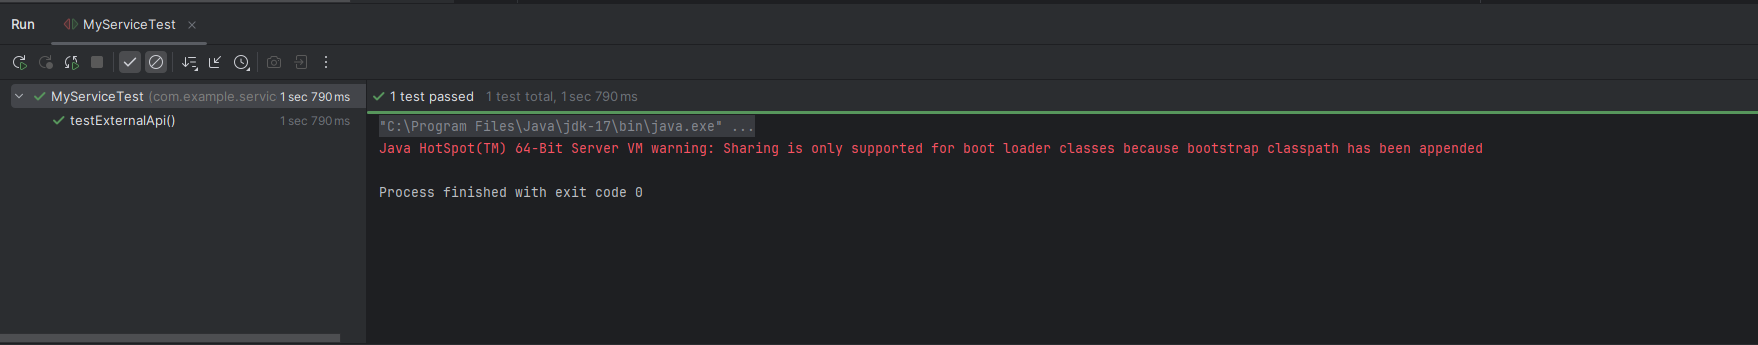 Run MyServiceTest
MyServiceTest (com.example.servic 1 sec 790 ms
testExternalApi() 1 sec 790 ms
1 test passed 1 test total, 1 sec 790 ms
"C:\Program Files\Java\jdk-17\bin\java.exe" ...
Java HotSpot(TM) 64-Bit Server VM warning: Sharing is only supported for boot loader classes because bootstrap classpath has been appended
Process finished with exit code 0